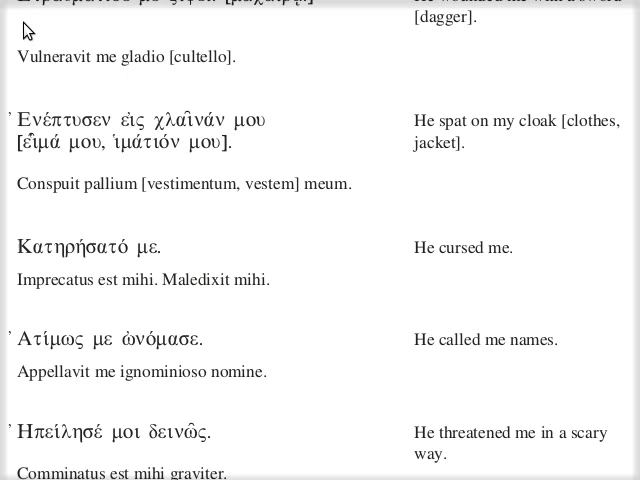 He wounded me with a sword
[dagger].
Vulneravit me gladio [cultello].
᾿Ενέπτυσεν εἰς χλαῖνάν μου
[εἷμά μου, ἱμάτιόν μου].
He spat on my cloak [clothes,
jacket].
Conspuit pallium [vestimentum, vestem] meum.
Κατηρήσατό με.
He cursed me.
Imprecatus est mihi. Maledixit mihi.
᾿Ατίμως με ὠνόμασε.
He called me names.
Appellavit me ignominioso nomine.
᾿Ηπείλησέ μοι δεινῶς.
He threatened me in a scary
way.
Comminatus est mihi graviter.